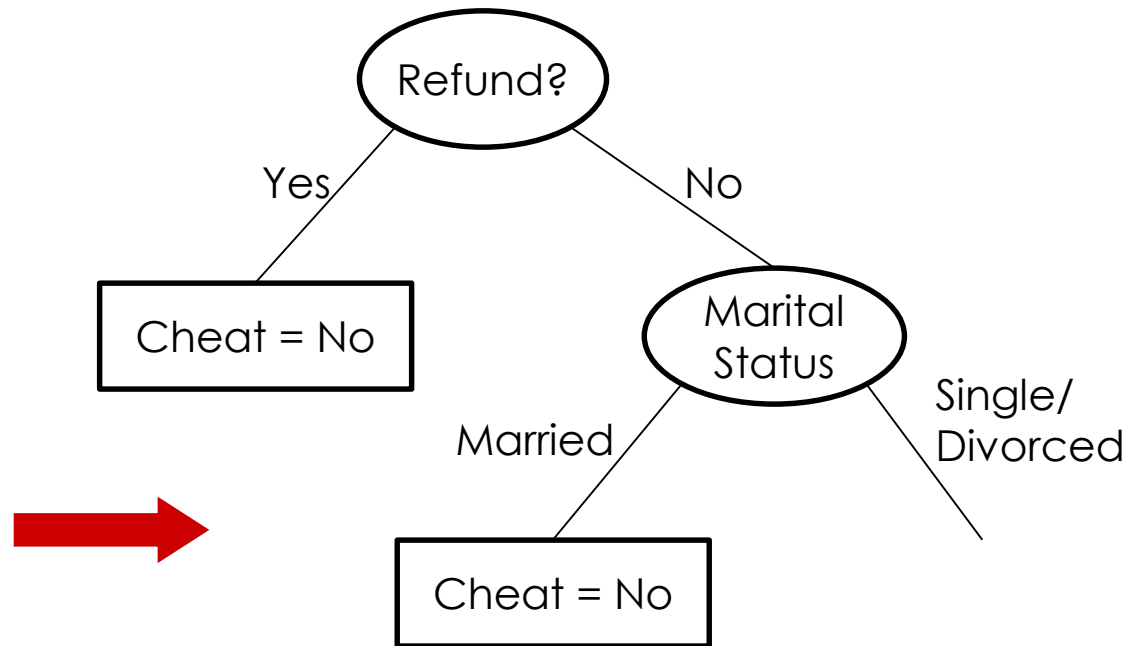 Refund?
Yes
No
Cheat = No
Marital
Status
Married
Single/
Divorced
Cheat = No